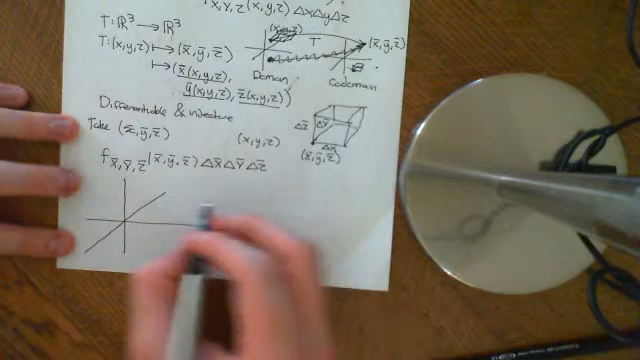 f x,y,z (x,y,z) ΔxΔyΔz
T: ℝ³ → ℝ³
T: (x,y,z) ↦ (x̄, ȳ, z̄)
↦ (x̄(x,y,z),
ȳ(x,y,z), z̄(x,y,z))
(x,y,z)
T
(x̄, ȳ, z̄)
Domain
Codomain
Differentiable & injective
Take (x̄, ȳ, z̄)
(x,y,z)
Δz̄
Δȳ
Δx̄
(x̄, ȳ, z̄)
f X̄,Ȳ,Z̄ (x̄, ȳ, z̄) Δx̄ Δȳ Δz̄